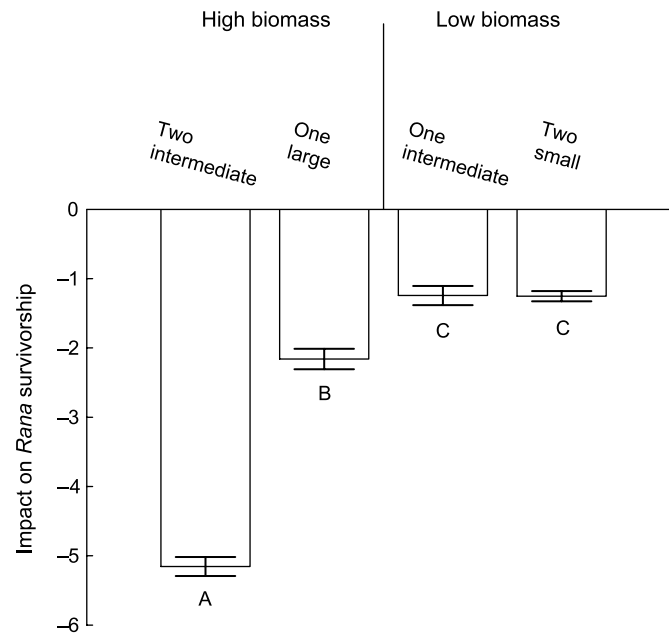 High biomass
Low biomass
Two
intermediate
One
large
One
intermediate
Two
small
0
–1
–2
–3
–4
–5
–6
Impact on Rana survivorship
A
B
C
C